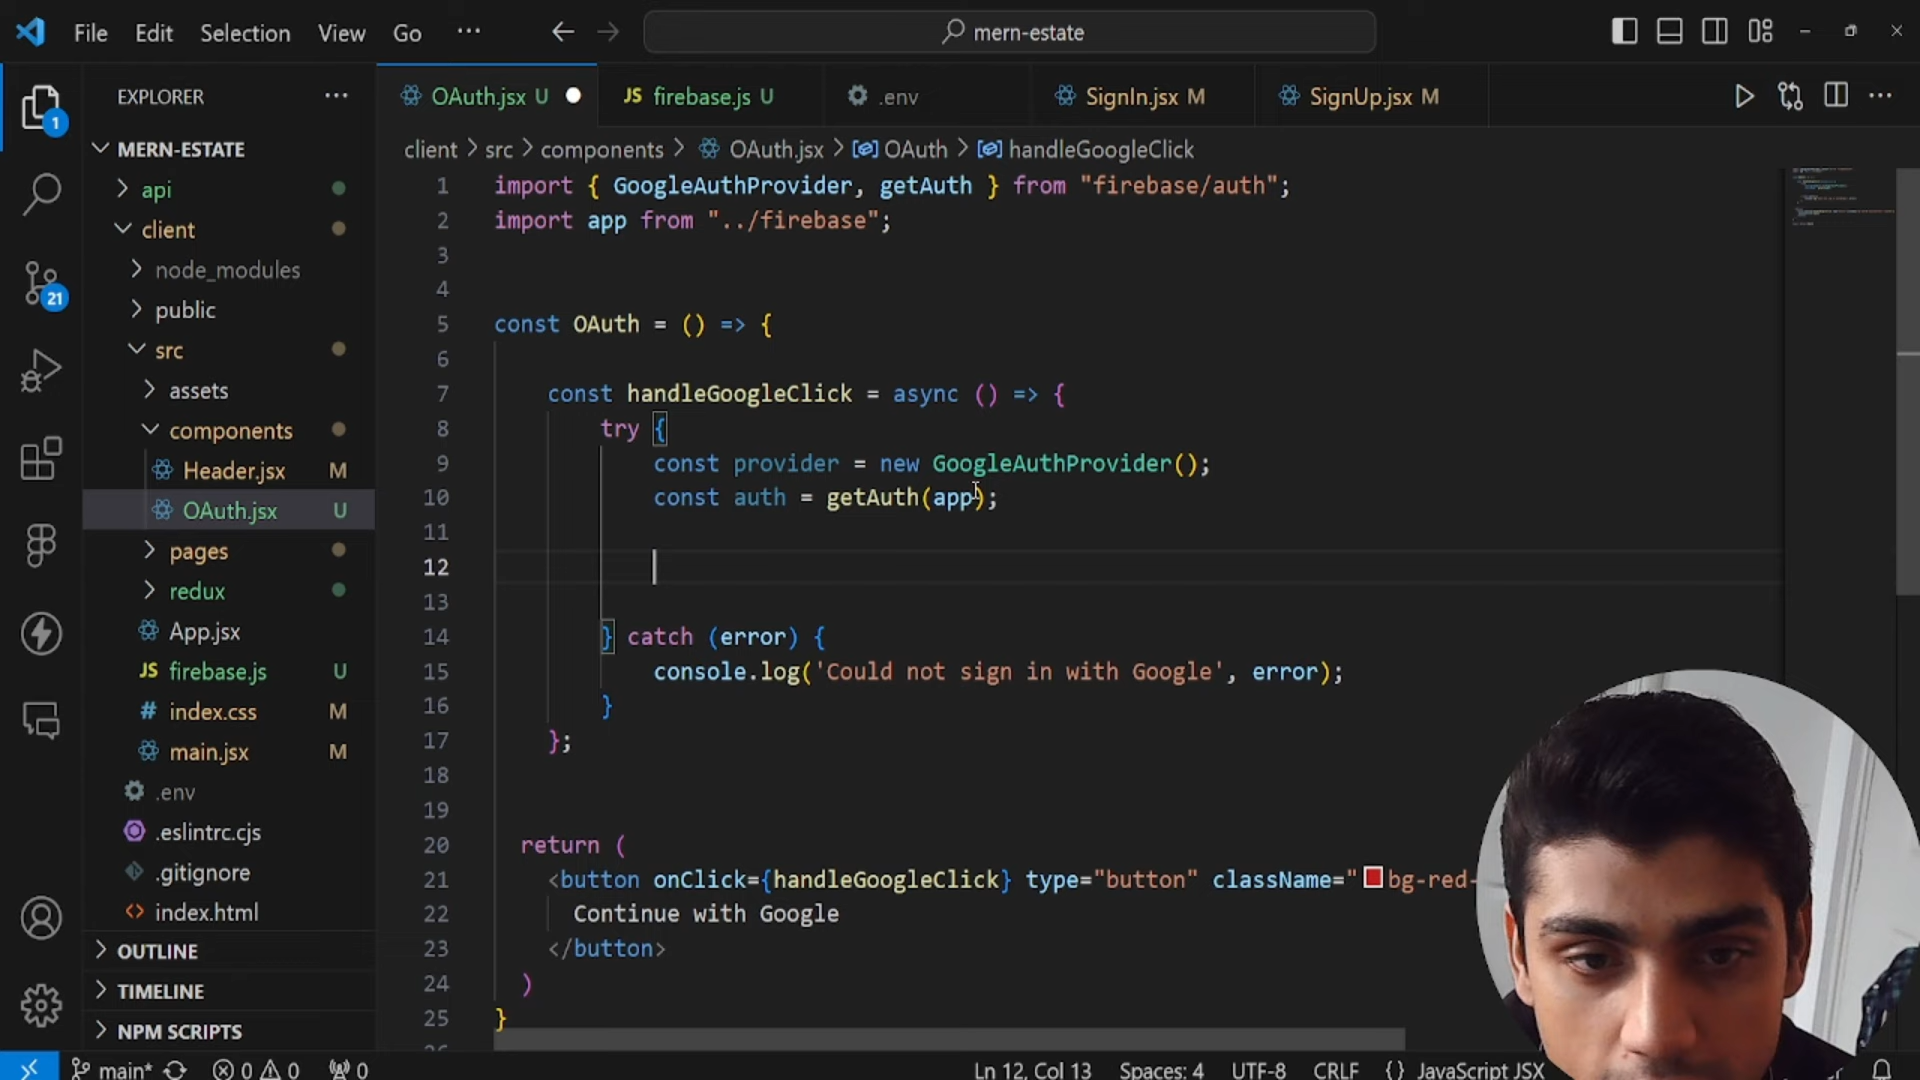 File Edit Selection View Go ··· mern-estate
EXPLORER ···
OAuth.jsx U firebase.js U .env SignIn.jsx M SignUp.jsx M
client > src > components > OAuth.jsx > OAuth > handleGoogleClick
1
21
MERN-ESTATE
api
client
node_modules
public
src
assets
components
Header.jsx M
OAuth.jsx U
pages
redux
App.jsx
JS firebase.js U
# index.css M
main.jsx M
.env
.eslintrc.cjs
.gitignore
<> index.html
OUTLINE
TIMELINE
NPM SCRIPTS
1 import { GoogleAuthProvider, getAuth } from "firebase/auth";
2 import app from "../firebase";
3
4
5 const OAuth = () => {
6
7 const handleGoogleClick = async () => {
8 try {
9 const provider = new GoogleAuthProvider();
10 const auth = getAuth(app);
11
12
13
14 } catch (error) {
15 console.log('Could not sign in with Google', error);
16 }
17 };
18
19
20 return (
21 <button onClick={handleGoogleClick} type="button" className="bg-red-
22 Continue with Google
23 </button>
24 )
25 }
main* 0 0 0 Ln 12, Col 13 Spaces: 4 UTF-8 CRLF {} JavaScript JSX